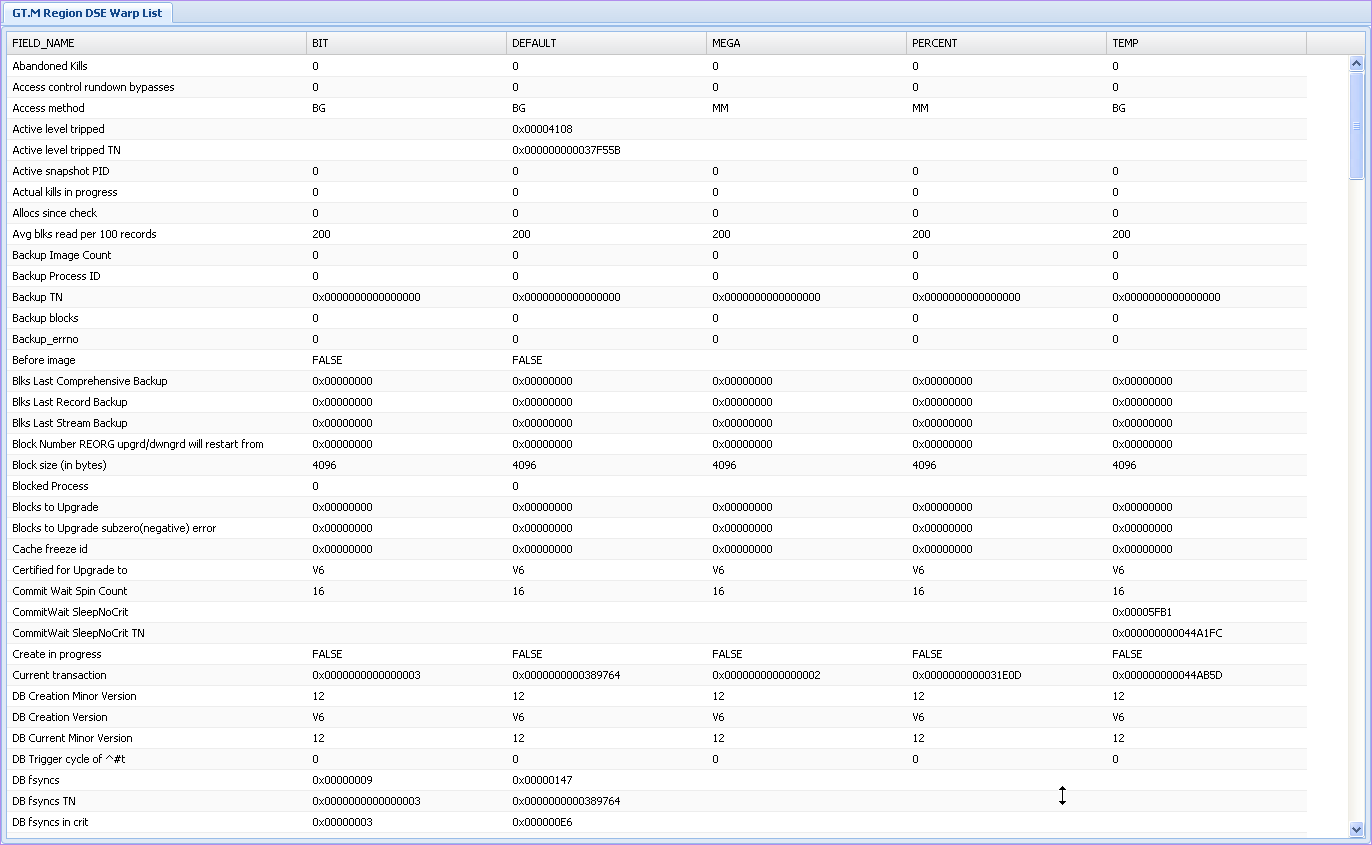 GT.M Region DSE Warp List
FIELD_NAME BIT DEFAULT MEGA PERCENT TEMP
Abandoned Kills 0 0 0 0 0
Access control rundown bypasses 0 0 0 0 0
Access method BG BG MM MM BG
Active level tripped 0x00004108
Active level tripped TN 0x000000000037F55B
Active snapshot PID 0 0 0 0 0
Actual kills in progress 0 0 0 0 0
Allocs since check 0 0 0 0 0
Avg blks read per 100 records 200 200 200 200 200
Backup Image Count 0 0 0 0 0
Backup Process ID 0 0 0 0 0
Backup TN 0x0000000000000000 0x0000000000000000 0x0000000000000000 0x0000000000000000 0x0000000000000000
Backup blocks 0 0 0 0 0
Backup_errno 0 0 0 0 0
Before image FALSE FALSE
Blks Last Comprehensive Backup 0x00000000 0x00000000 0x00000000 0x00000000 0x00000000
Blks Last Record Backup 0x00000000 0x00000000 0x00000000 0x00000000 0x00000000
Blks Last Stream Backup 0x00000000 0x00000000 0x00000000 0x00000000 0x00000000
Block Number REORG upgrd/dwngrd will restart from 0x00000000 0x00000000 0x00000000 0x00000000 0x00000000
Block size (in bytes) 4096 4096 4096 4096 4096
Blocked Process 0 0
Blocks to Upgrade 0x00000000 0x00000000 0x00000000 0x00000000 0x00000000
Blocks to Upgrade subzero(negative) error 0x00000000 0x00000000 0x00000000 0x00000000 0x00000000
Cache freeze id 0x00000000 0x00000000 0x00000000 0x00000000 0x00000000
Certified for Upgrade to V6 V6 V6 V6 V6
Commit Wait Spin Count 16 16 16 16 16
CommitWait SleepNoCrit 0x00005FB1
CommitWait SleepNoCrit TN 0x000000000044A1FC
Create in progress FALSE FALSE FALSE FALSE FALSE
Current transaction 0x0000000000000003 0x0000000000389764 0x0000000000000002 0x0000000000031E0D 0x000000000044AB5D
DB Creation Minor Version 12 12 12 12 12
DB Creation Version V6 V6 V6 V6 V6
DB Current Minor Version 12 12 12 12 12
DB Trigger cycle of ^#t 0 0 0 0 0
DB fsyncs 0x00000009 0x00000147
DB fsyncs TN 0x0000000000000003 0x0000000000389764
DB fsyncs in crit 0x00000003 0x000000E6